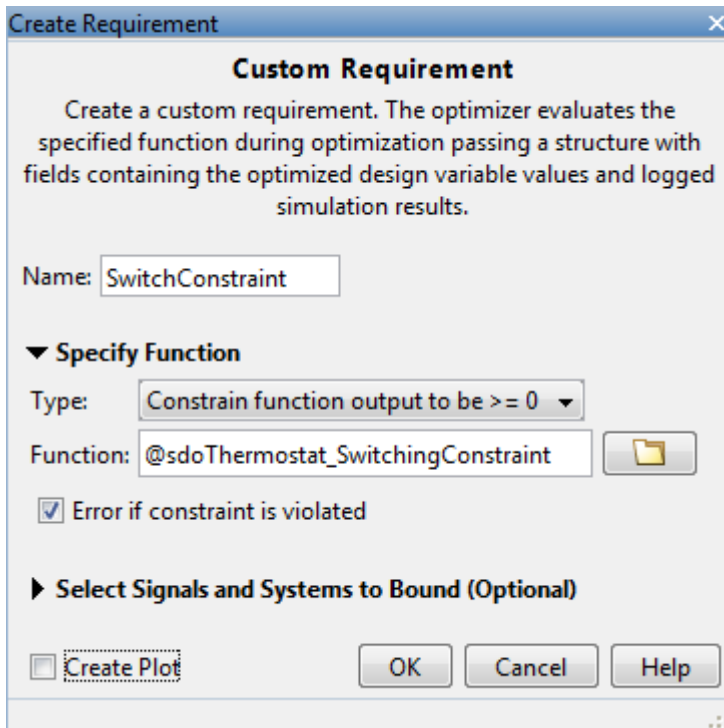 Create Requirement
Custom Requirement
Create a custom requirement. The optimizer evaluates the
specified function during optimization passing a structure with
fields containing the optimized design variable values and logged
simulation results.
Name: SwitchConstraint
Specify Function
Type: Constrain function output to be >= 0
Function: @sdoThermostat_SwitchingConstraint
Error if constraint is violated
Select Signals and Systems to Bound (Optional)
Create Plot OK Cancel Help